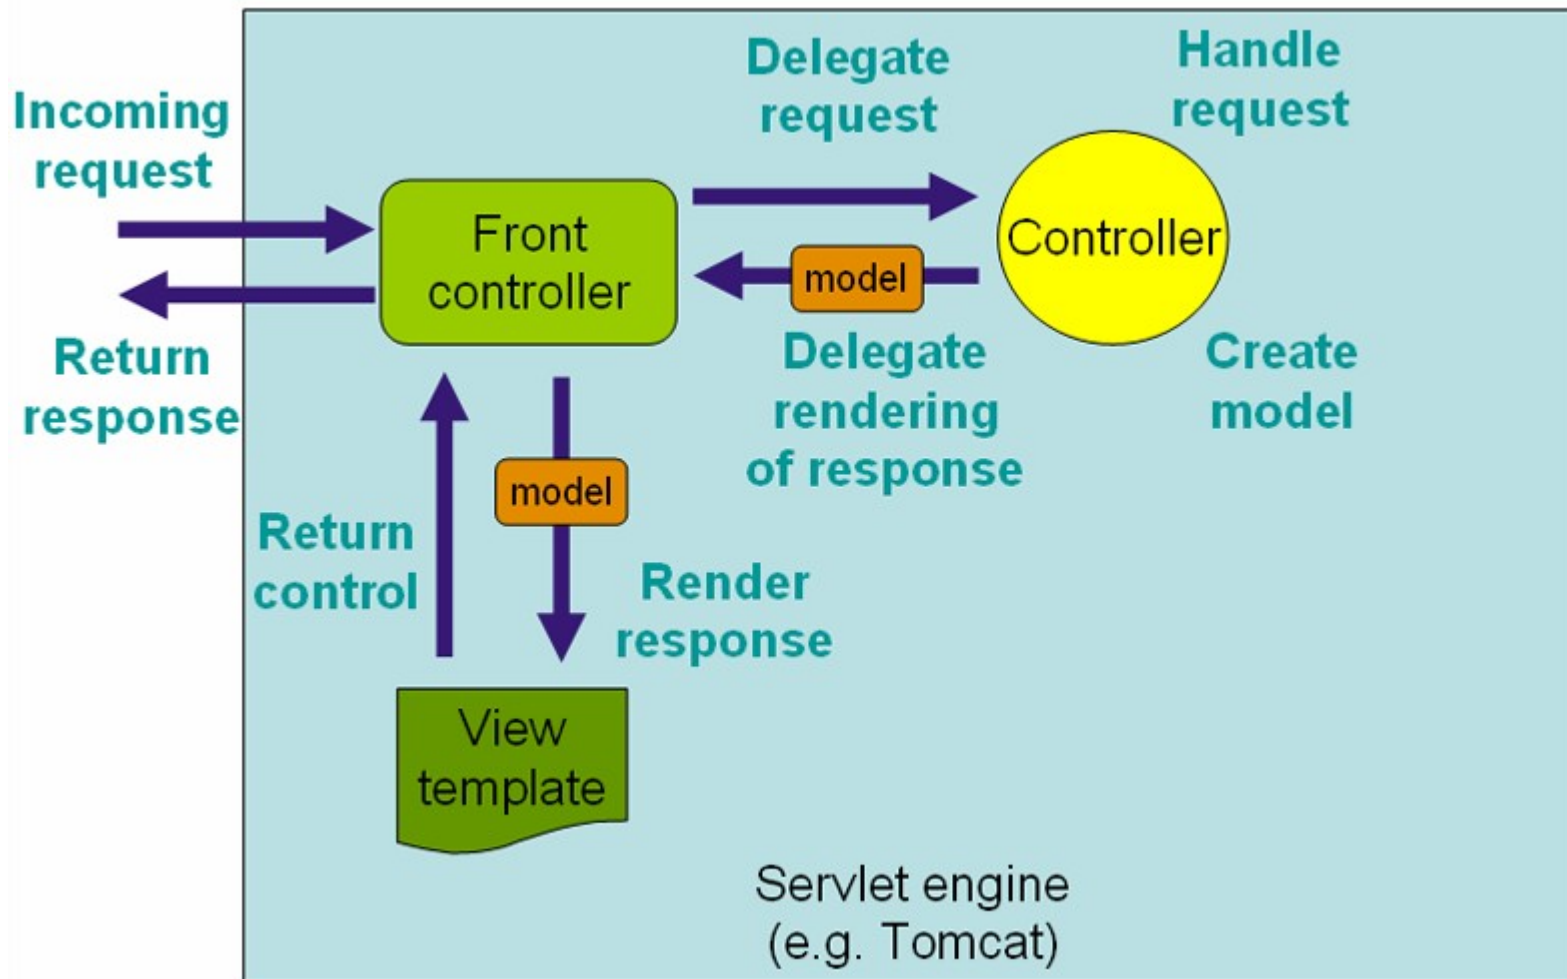 Incoming
request
Delegate
request
Handle
request
Front
controller
Controller
model
Return
response
Delegate
rendering
of response
Create
model
model
Return
control
Render
response
View
template
Servlet engine
(e.g. Tomcat)